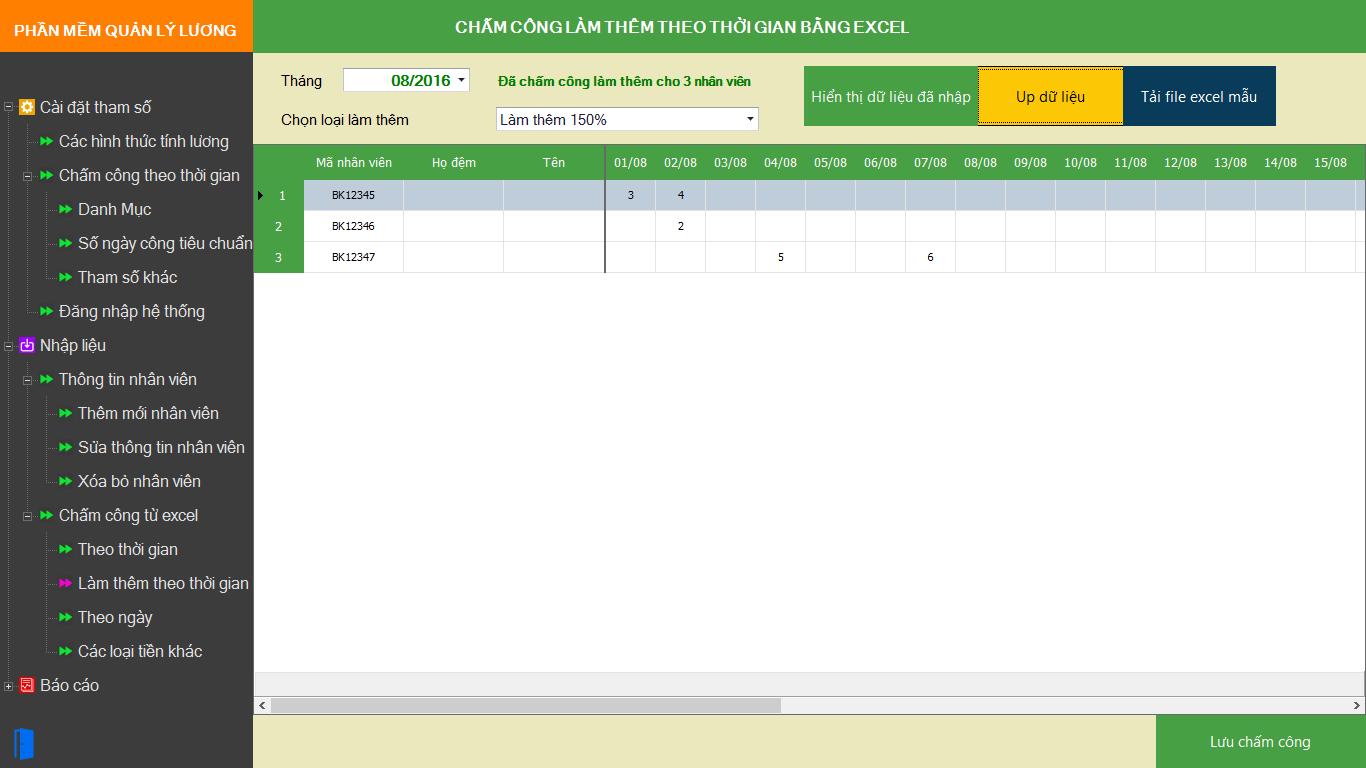 PHẦN MỀM QUẢN LÝ LƯƠNG
CHẤM CÔNG LÀM THÊM THEO THỜI GIAN BẰNG EXCEL
Cài đặt tham số
Các hình thức tính lương
Chấm công theo thời gian
Danh Mục
Số ngày công tiêu chuẩn
Tham số khác
Đăng nhập hệ thống
Nhập liệu
Thông tin nhân viên
Thêm mới nhân viên
Sửa thông tin nhân viên
Xóa bỏ nhân viên
Chấm công từ excel
Theo thời gian
Làm thêm theo thời gian
Theo ngày
Các loại tiền khác
Báo cáo
Tháng 08/2016 Đã chấm công làm thêm cho 3 nhân viên
Chọn loại làm thêm Làm thêm 150%
Hiển thị dữ liệu đã nhập Up dữ liệu Tải file excel mẫu
Mã nhân viên Họ đệm Tên 01/08 02/08 03/08 04/08 05/08 06/08 07/08 08/08 09/08 10/08 11/08 12/08 13/08 14/08 15/08
1 BK12345 3 4
2 BK12346 2
3 BK12347 5 6
Lưu chấm công